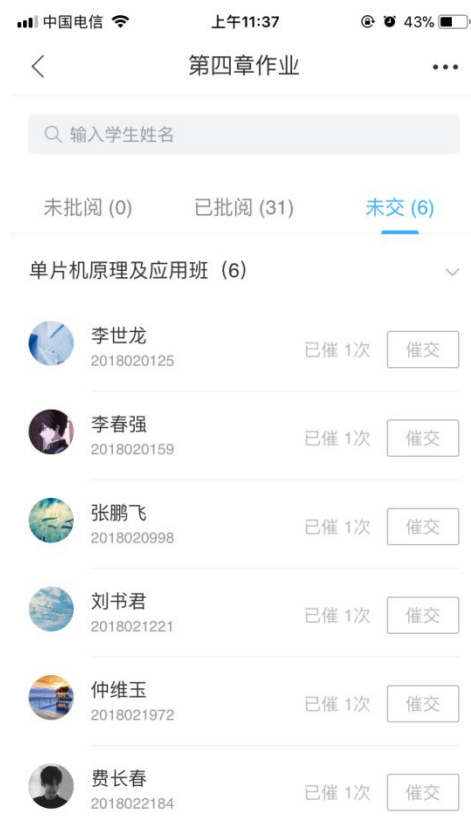 中国电信 上午11:37 43%
第四章作业
输入学生姓名
未批阅 (0) 已批阅 (31) 未交 (6)
单片机原理及应用班（6）
李世龙
2018020125
已催 1次 催交
李春强
2018020159
已催 1次 催交
张鹏飞
2018020998
已催 1次 催交
刘书君
2018021221
已催 1次 催交
仲维玉
2018021972
已催 1次 催交
费长春
2018022184
已催 1次 催交